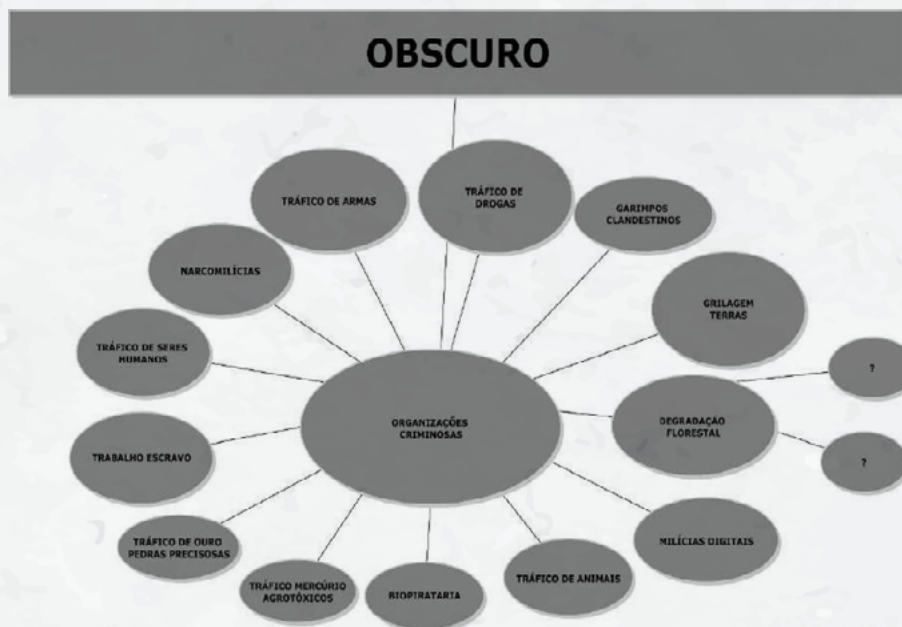 OBSCURO
TRÁFICO DE ARMAS
TRÁFICO DE
DROGAS
GARIMPOS
CLANDESTINOS
NARCOMILÍCIAS
GRILAGEM
TERRAS
TRÁFICO DE SERES
HUMANOS
?
ORGANIZAÇÕES
CRIMINOSAS
DEGRADAÇÃO
FLORESTAL
TRABALHO ESCRAVO
?
TRÁFICO DE OURO
PEDRAS PRECISOSAS
MILÍCIAS DIGITAIS
TRÁFICO MERCÚRIO
AGROTÓXICOS
BIOPIRATARIA
TRÁFICO DE ANIMAIS